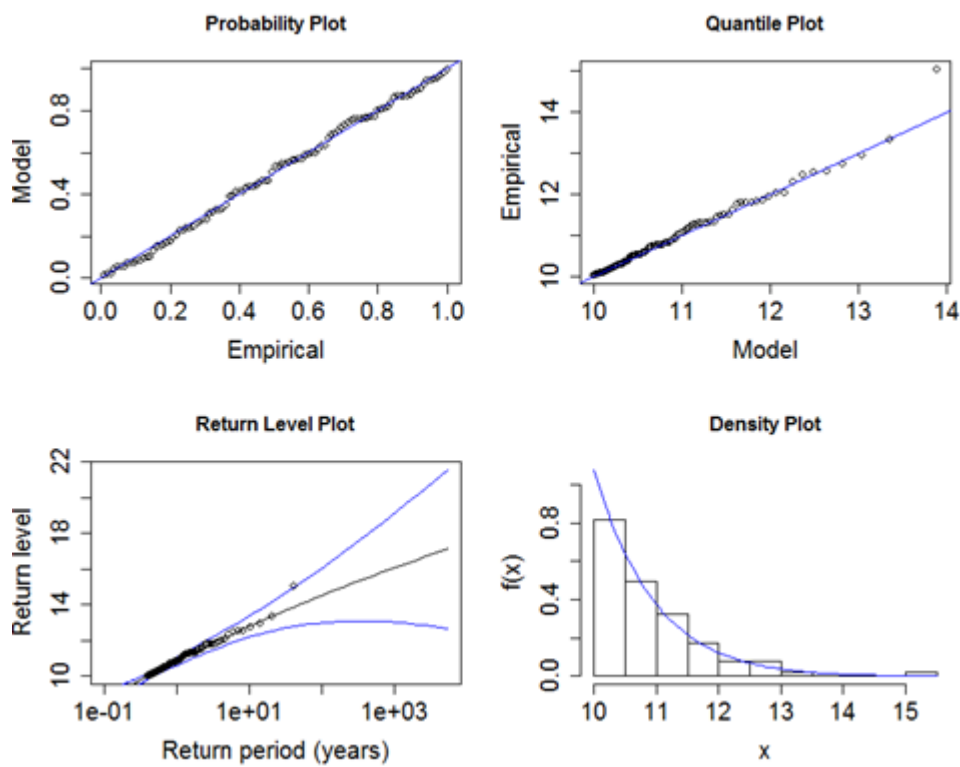 Probability Plot
Model
0.0 0.4 0.8
0.0 0.2 0.4 0.6 0.8 1.0
Empirical
Quantile Plot
Empirical
10 12 14
10 11 12 13 14
Model
Return Level Plot
Return level
10 14 18 22
1e-01 1e+01 1e+03
Return period (years)
Density Plot
f(x)
0.0 0.4 0.8
10 11 12 13 14 15
x